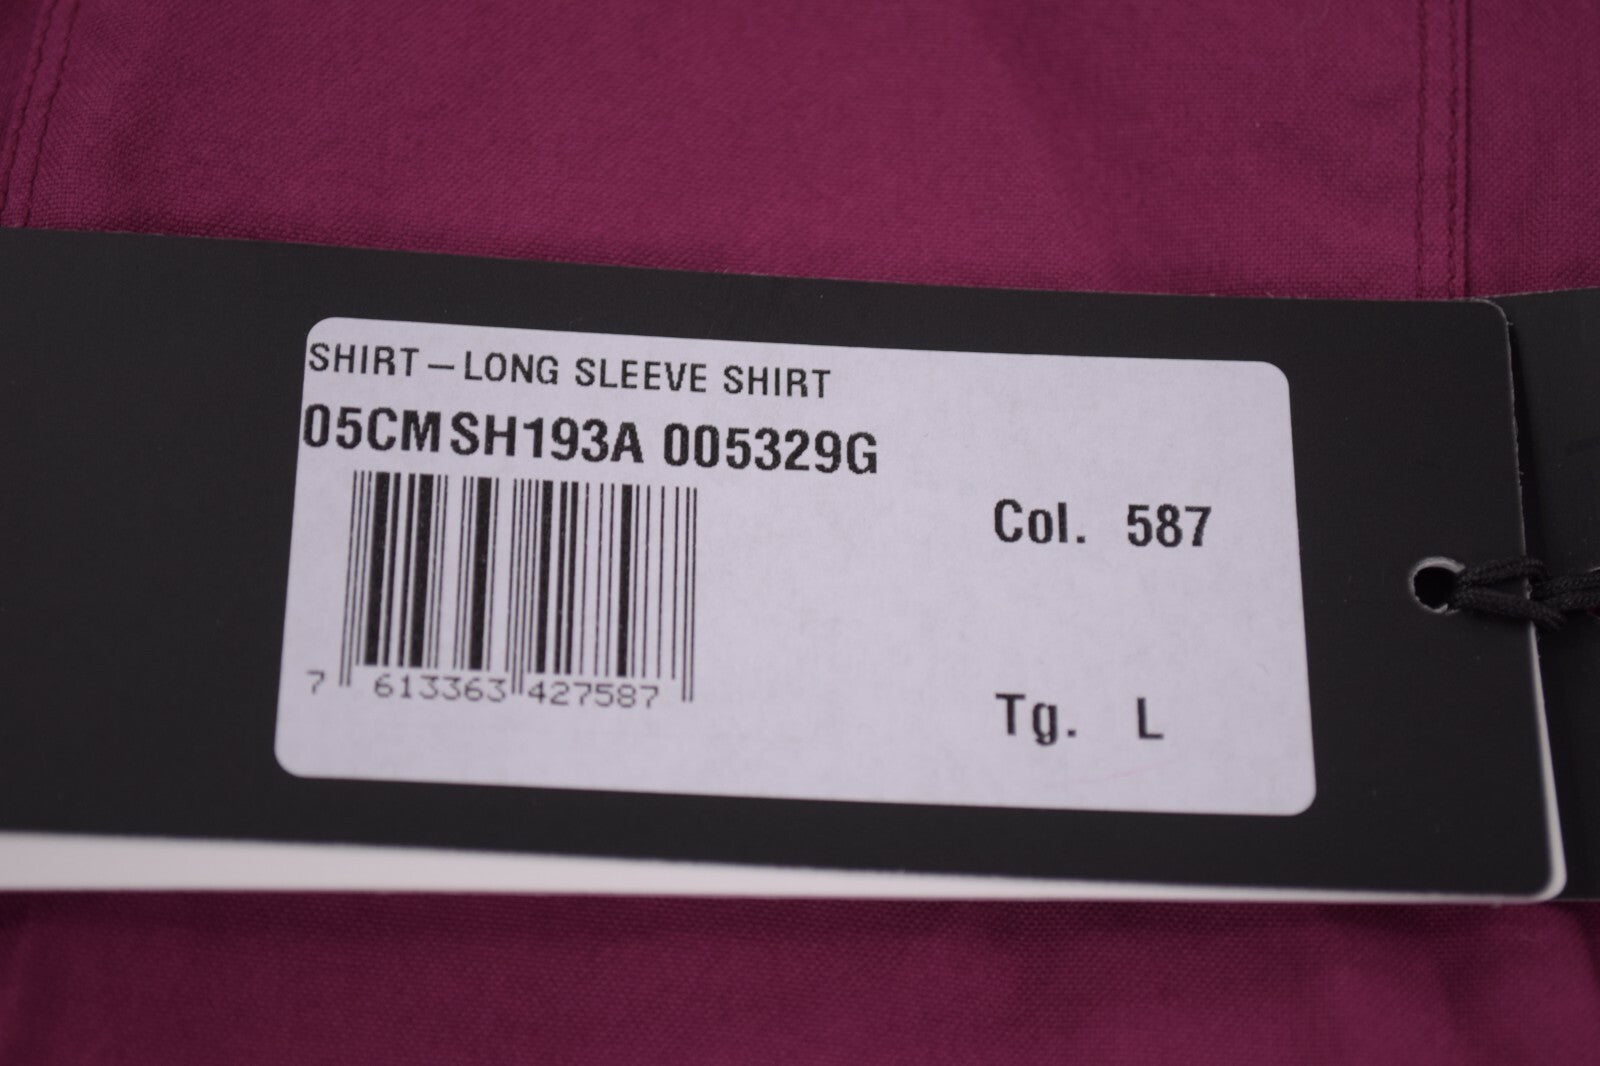 SHIRT – LONG SLEEVE SHIRT
05CMSH193A 005329G
Col. 587
7 613363 427587
Tg. L